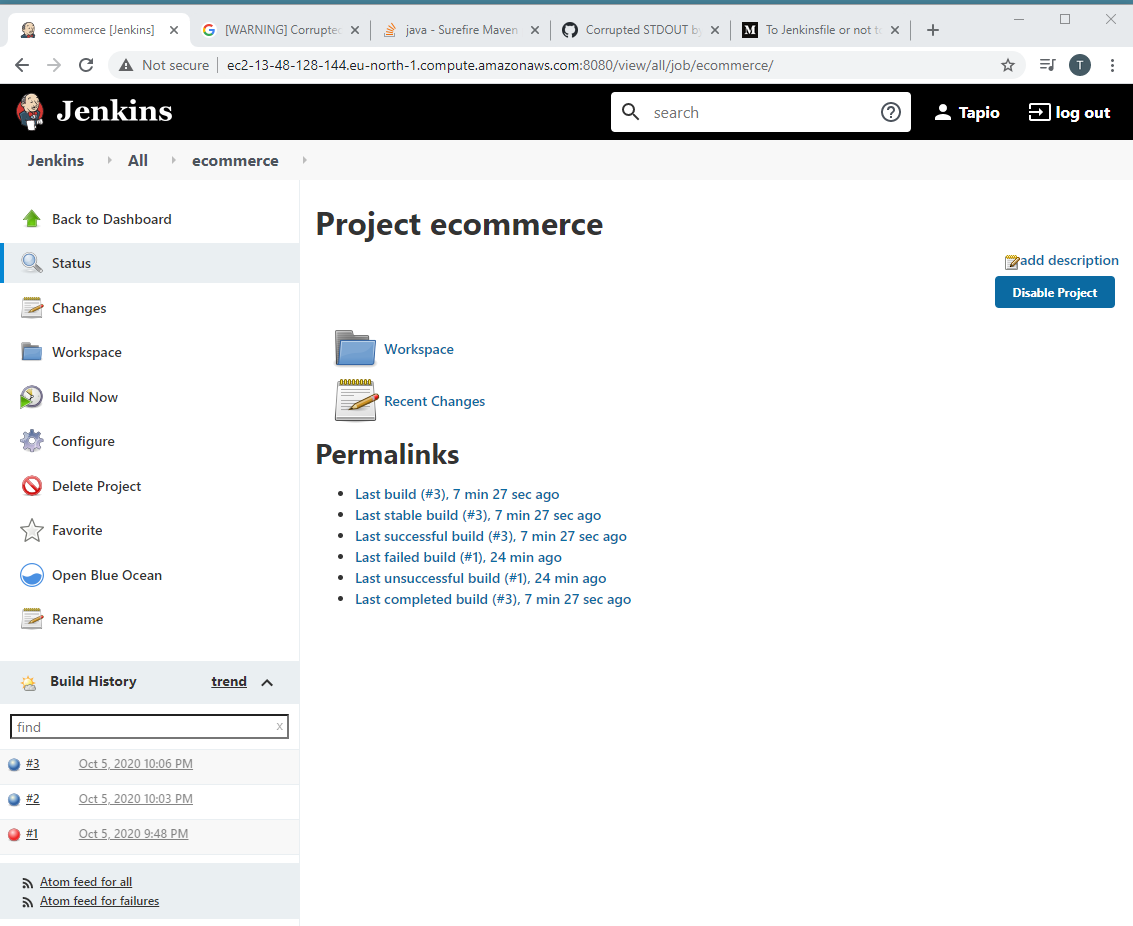 ecommerce [Jenkins]
[WARNING] Corrupted
java - Surefire Maven
Corrupted STDOUT by
M
To Jenkinsfile or not to
Not secure
ec2-13-48-128-144.eu-north-1.compute.amazonaws.com:8080/view/all/job/ecommerce/
T
Jenkins
search
Tapio
log out
Jenkins
All
ecommerce
Back to Dashboard
Status
Changes
Workspace
Build Now
Configure
Delete Project
Favorite
Open Blue Ocean
Rename
Build History
trend
find
x
#3 Oct 5, 2020 10:06 PM
#2 Oct 5, 2020 10:03 PM
#1 Oct 5, 2020 9:48 PM
Atom feed for all
Atom feed for failures
Project ecommerce
add description
Disable Project
Workspace
Recent Changes
Permalinks
Last build (#3), 7 min 27 sec ago
Last stable build (#3), 7 min 27 sec ago
Last successful build (#3), 7 min 27 sec ago
Last failed build (#1), 24 min ago
Last unsuccessful build (#1), 24 min ago
Last completed build (#3), 7 min 27 sec ago